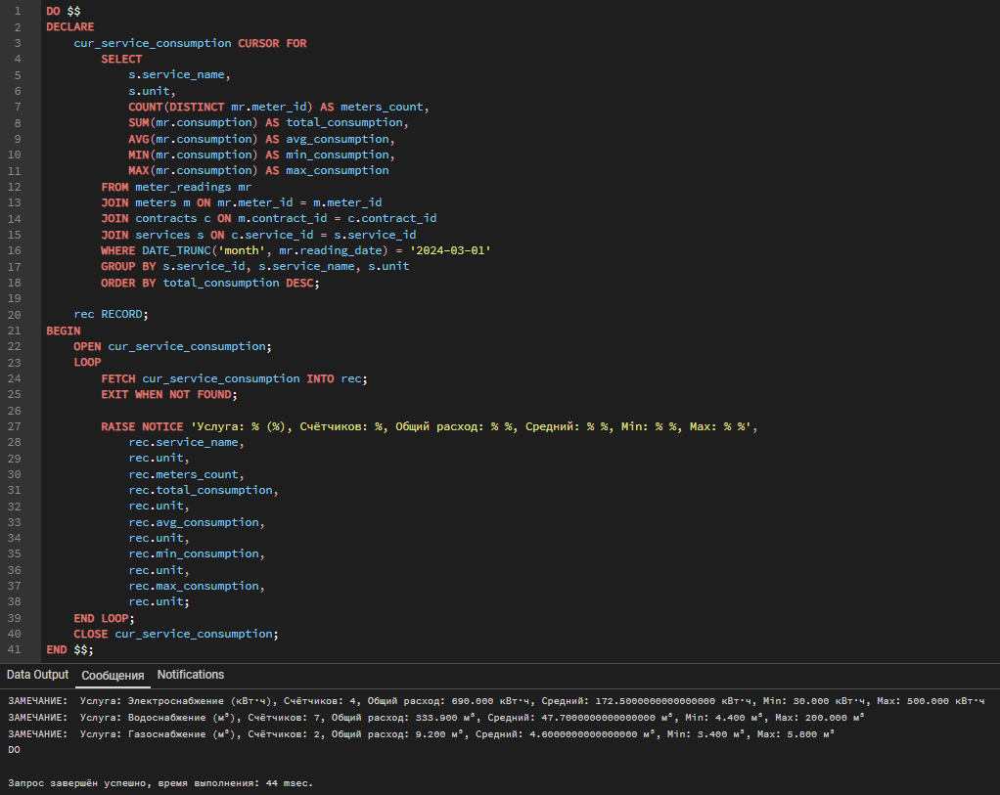 1 DO $$
2 DECLARE
3 cur_service_consumption CURSOR FOR
4 SELECT
5 s.service_name,
6 s.unit,
7 COUNT(DISTINCT mr.meter_id) AS meters_count,
8 SUM(mr.consumption) AS total_consumption,
9 AVG(mr.consumption) AS avg_consumption,
10 MIN(mr.consumption) AS min_consumption,
11 MAX(mr.consumption) AS max_consumption
12 FROM meter_readings mr
13 JOIN meters m ON mr.meter_id = m.meter_id
14 JOIN contracts c ON m.contract_id = c.contract_id
15 JOIN services s ON c.service_id = s.service_id
16 WHERE DATE_TRUNC('month', mr.reading_date) = '2024-03-01'
17 GROUP BY s.service_id, s.service_name, s.unit
18 ORDER BY total_consumption DESC;
19
20 rec RECORD;
21 BEGIN
22 OPEN cur_service_consumption;
23 LOOP
24 FETCH cur_service_consumption INTO rec;
25 EXIT WHEN NOT FOUND;
26
27 RAISE NOTICE 'Услуга: % (%), Счётчиков: %, Общий расход: % %, Средний: % %, Min: % %, Max: % %',
28 rec.service_name,
29 rec.unit,
30 rec.meters_count,
31 rec.total_consumption,
32 rec.unit,
33 rec.avg_consumption,
34 rec.unit,
35 rec.min_consumption,
36 rec.unit,
37 rec.max_consumption,
38 rec.unit;
39 END LOOP;
40 CLOSE cur_service_consumption;
41 END $$;
Data Output Сообщения Notifications
ЗАМЕЧАНИЕ: Услуга: Электроснабжение (кВт·ч), Счётчиков: 4, Общий расход: 690.000 кВт·ч, Средний: 172.5000000000000000 кВт·ч, Min: 30.000 кВт·ч, Max: 500.000 кВт·ч
ЗАМЕЧАНИЕ: Услуга: Водоснабжение (м³), Счётчиков: 7, Общий расход: 333.900 м³, Средний: 47.7000000000000000 м³, Min: 4.400 м³, Max: 200.000 м³
ЗАМЕЧАНИЕ: Услуга: Газоснабжение (м³), Счётчиков: 2, Общий расход: 9.200 м³, Средний: 4.6000000000000000 м³, Min: 3.400 м³, Max: 5.800 м³
DO
Запрос завершён успешно, время выполнения: 44 msec.